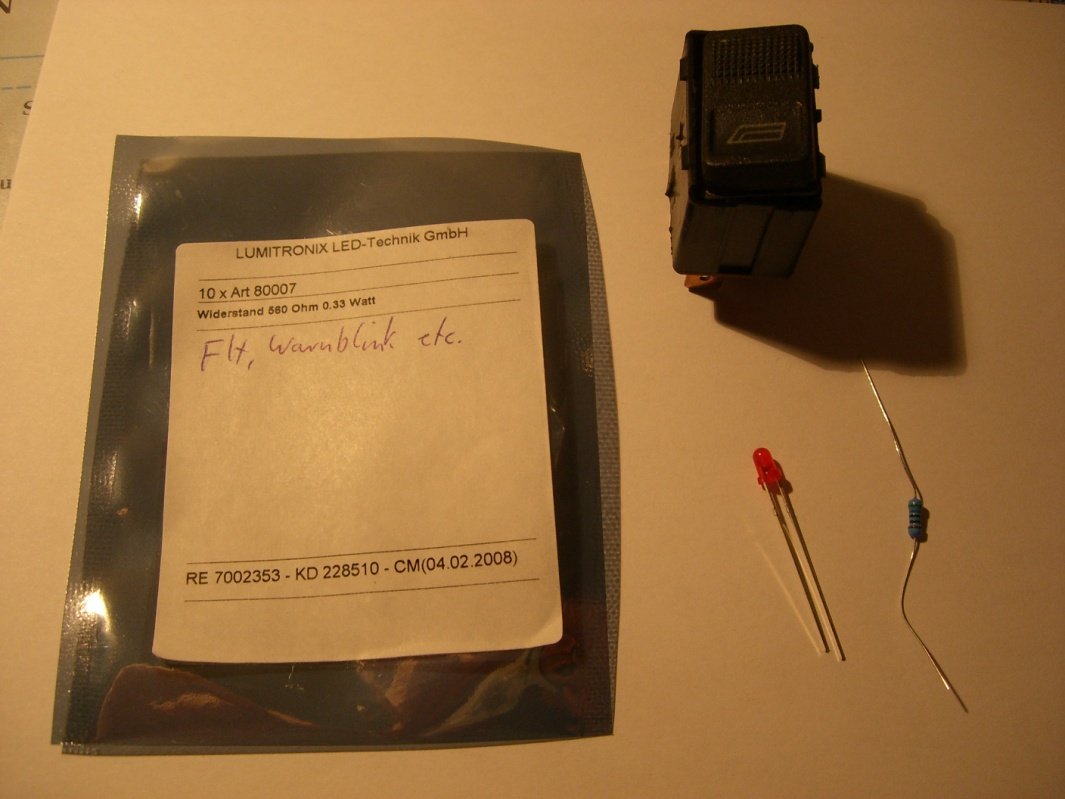 LUMITRONIX LED-Technik GmbH
10 x Art 80007
Widerstand 560 Ohm 0.33 Watt
FH, Warnblink etc.
RE 7002353 - KD 228510 - CM(04.02.2008)